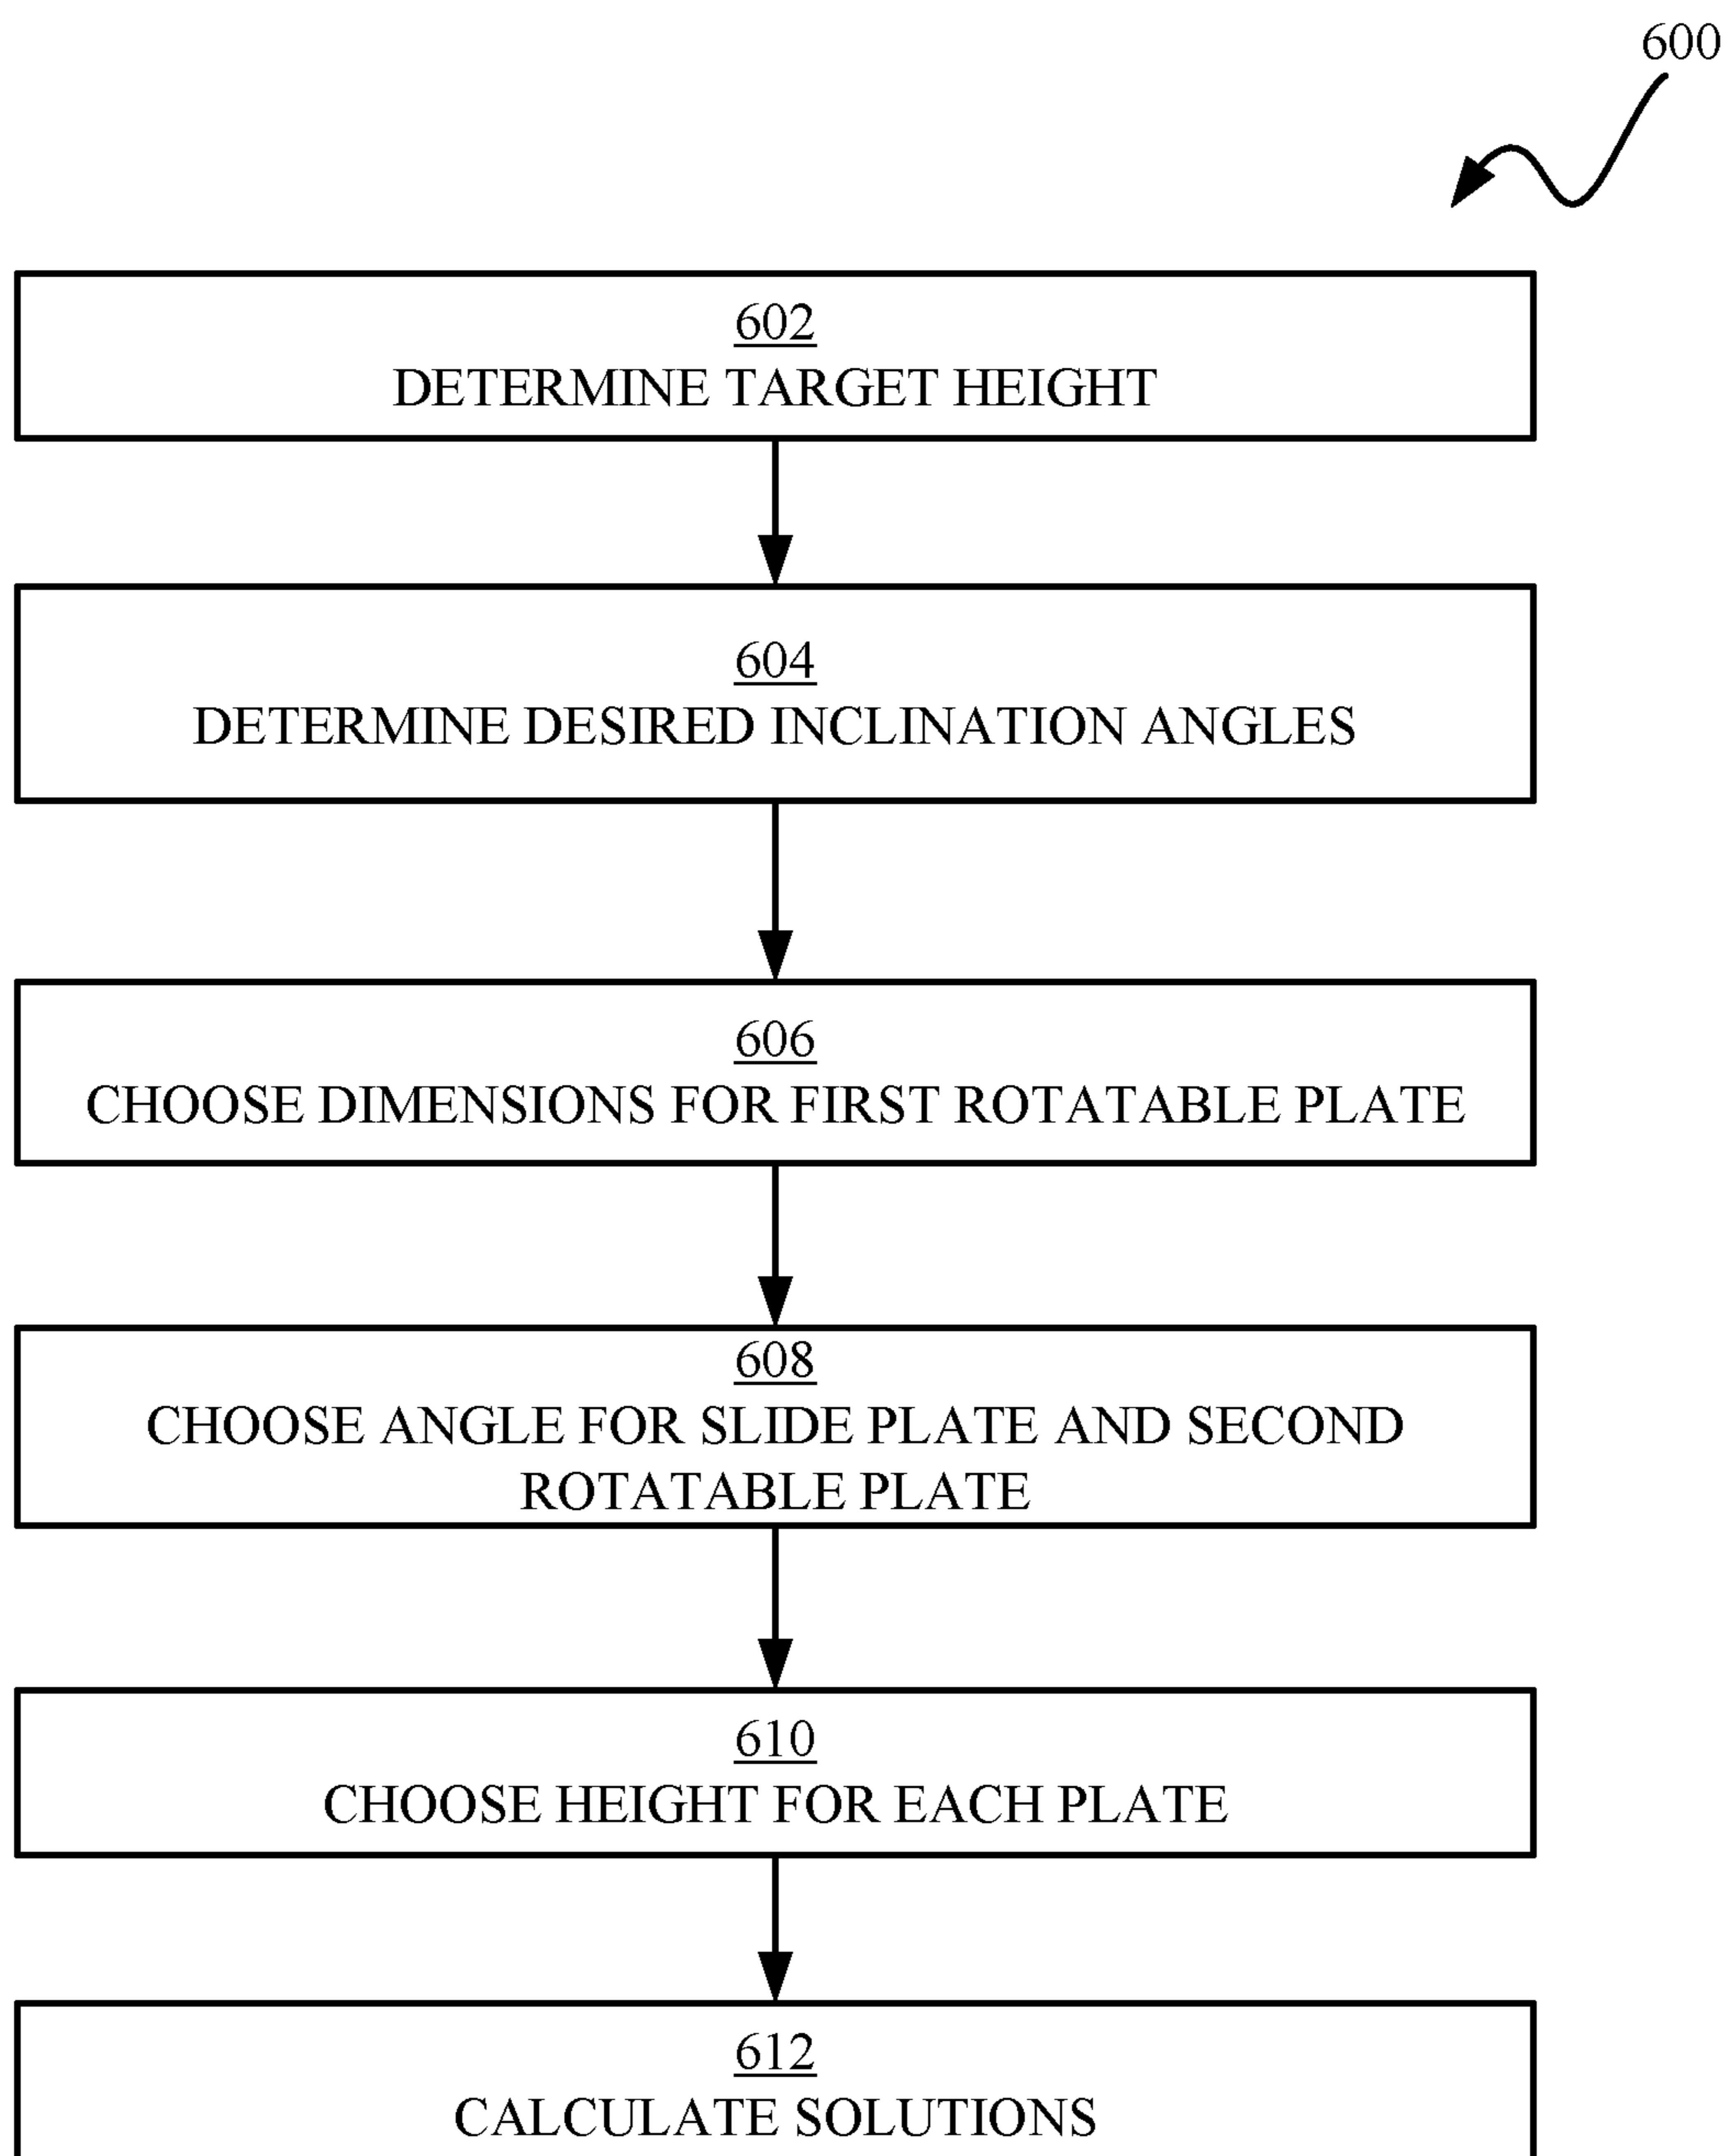 600
602
DETERMINE TARGET HEIGHT
604
DETERMINE DESIRED INCLINATION ANGLES
606
CHOOSE DIMENSIONS FOR FIRST ROTATABLE PLATE
608
CHOOSE ANGLE FOR SLIDE PLATE AND SECOND
ROTATABLE PLATE
610
CHOOSE HEIGHT FOR EACH PLATE
612
CALCULATE SOLUTIONS